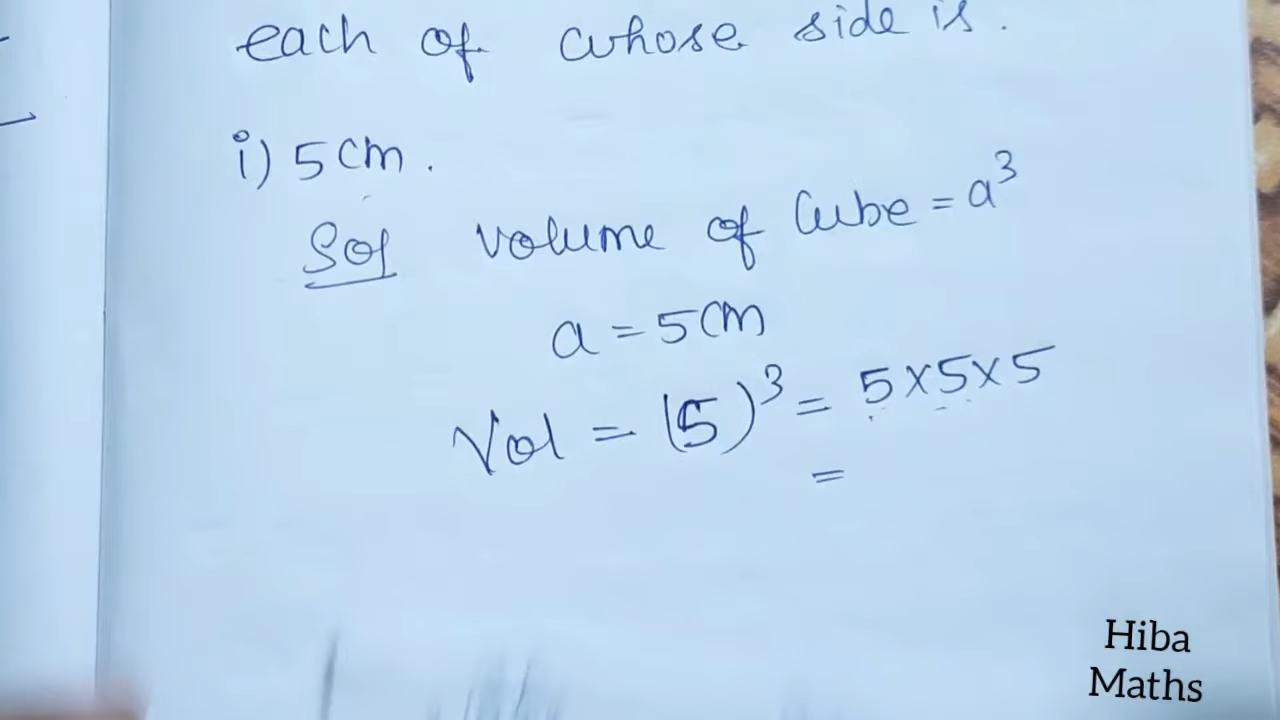 each of whose side is.
i) 5 cm.
Sol volume of Cube = a³
a = 5 cm
Vol = (5)³ = 5×5×5
=
Hiba
Maths